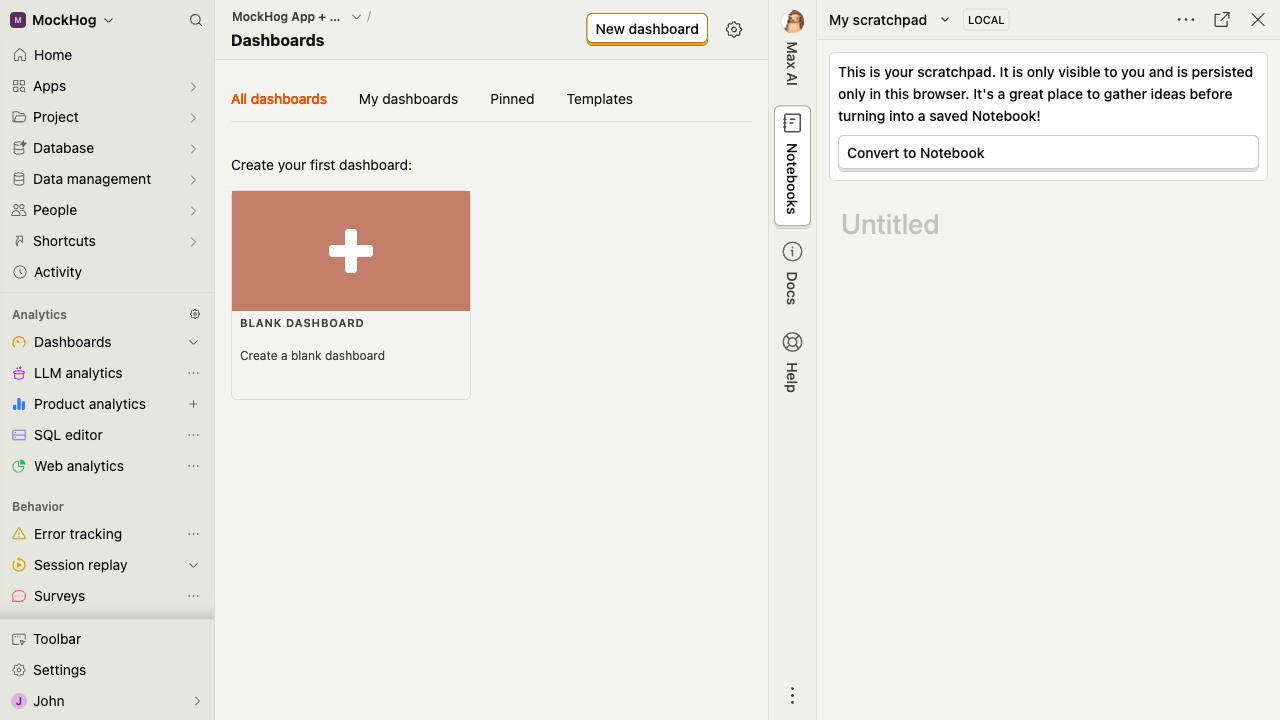 M MockHog
Home
Apps
Project
Database
Data management
People
Shortcuts
Activity
Analytics
Dashboards
LLM analytics
Product analytics
SQL editor
Web analytics
Behavior
Error tracking
Session replay
Surveys
Toolbar
Settings
J John
MockHog App + ... /
Dashboards
New dashboard
All dashboards
My dashboards
Pinned
Templates
Create your first dashboard:
BLANK DASHBOARD
Create a blank dashboard
Max AI
Notebooks
Docs
Help
My scratchpad
LOCAL
This is your scratchpad. It is only visible to you and is persisted
only in this browser. It's a great place to gather ideas before
turning into a saved Notebook!
Convert to Notebook
Untitled